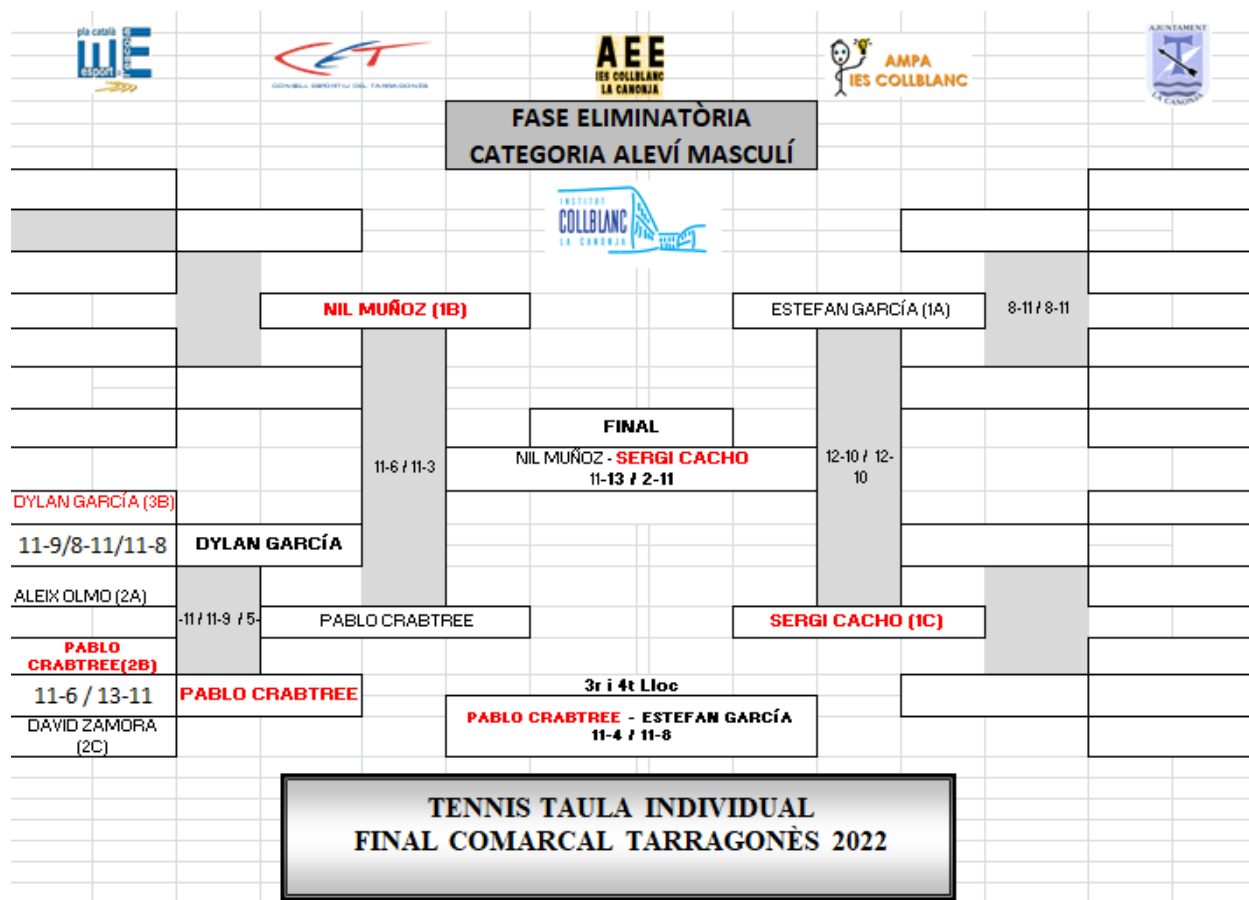 pla català
esport
CET
CONSELL ESPORTIU DEL TARRAGONÈS
AEE
IES COLLBLANC
LA CANONJA
AMPA
IES COLLBLANC
AJUNTAMENT
LA CANONJA
FASE ELIMINATÒRIA
CATEGORIA ALEVÍ MASCULÍ
INSTITUT
COLLBLANC
LA CANONJA
NIL MUÑOZ (1B)
ESTEFAN GARCÍA (1A)
8-11 / 8-11
FINAL
NIL MUÑOZ - SERGI CACHO
11-13 / 2-11
11-6 / 11-3
12-10 / 12-
10
DYLAN GARCÍA (3B)
11-9/8-11/11-8
DYLAN GARCÍA
ALEIX OLMO (2A)
-11 / 11-9 / 5-
PABLO CRABTREE
SERGI CACHO (1C)
PABLO
CRABTREE(2B)
11-6 / 13-11
PABLO CRABTREE
DAVID ZAMORA
(2C)
3r i 4t Lloc
PABLO CRABTREE - ESTEFAN GARCÍA
11-4 / 11-8
TENNIS TAULA INDIVIDUAL
FINAL COMARCAL TARRAGONÈS 2022